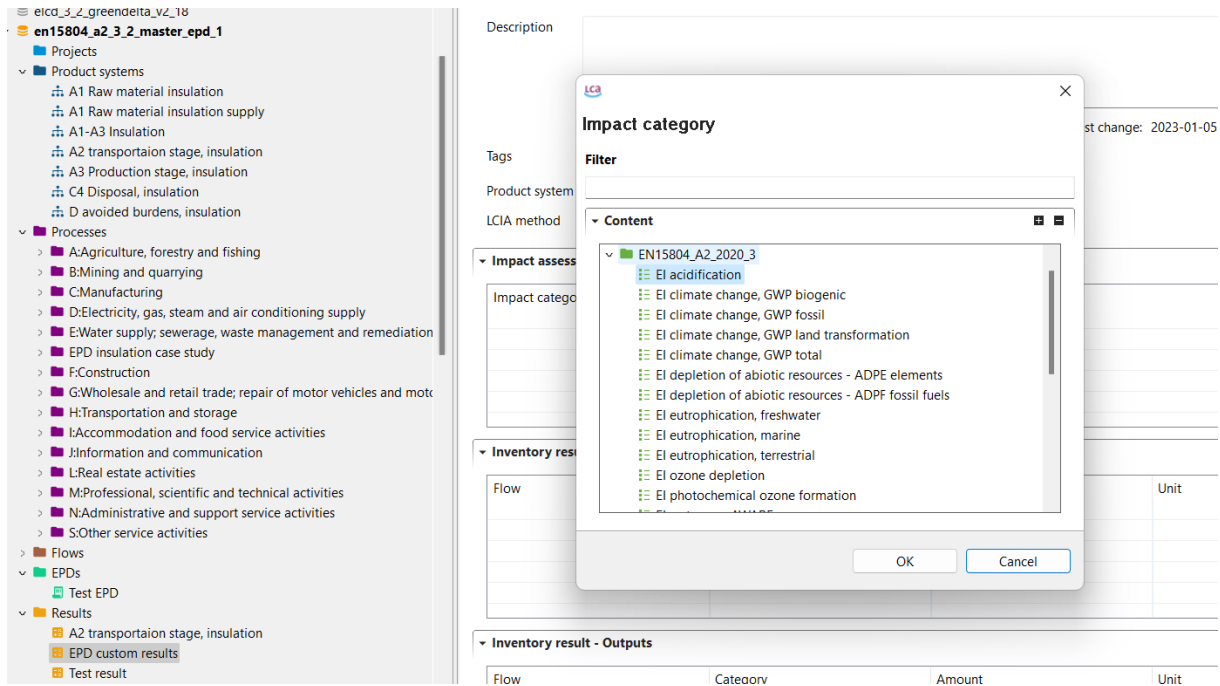 elcd_3_2_greendelta_v2_18
en15804_a2_3_2_master_epd_1
Projects
Product systems
A1 Raw material insulation
A1 Raw material insulation supply
A1-A3 Insulation
A2 transportaion stage, insulation
A3 Production stage, insulation
C4 Disposal, insulation
D avoided burdens, insulation
Processes
A:Agriculture, forestry and fishing
B:Mining and quarrying
C:Manufacturing
D:Electricity, gas, steam and air conditioning supply
E:Water supply; sewerage, waste management and remediation
EPD insulation case study
F:Construction
G:Wholesale and retail trade; repair of motor vehicles and moto
H:Transportation and storage
I:Accommodation and food service activities
J:Information and communication
L:Real estate activities
M:Professional, scientific and technical activities
N:Administrative and support service activities
S:Other service activities
Flows
EPDs
Test EPD
Results
A2 transportaion stage, insulation
EPD custom results
Test result
Description
st change: 2023-01-05
Tags
Product system
LCIA method
Impact assess
Impact catego
Inventory resu
Flow
Unit
Inventory result - Outputs
Flow Category Amount Unit
LCA
Impact category
Filter
Content
EN15804_A2_2020_3
EI acidification
EI climate change, GWP biogenic
EI climate change, GWP fossil
EI climate change, GWP land transformation
EI climate change, GWP total
EI depletion of abiotic resources - ADPE elements
EI depletion of abiotic resources - ADPF fossil fuels
EI eutrophication, freshwater
EI eutrophication, marine
EI eutrophication, terrestrial
EI ozone depletion
EI photochemical ozone formation
OK
Cancel